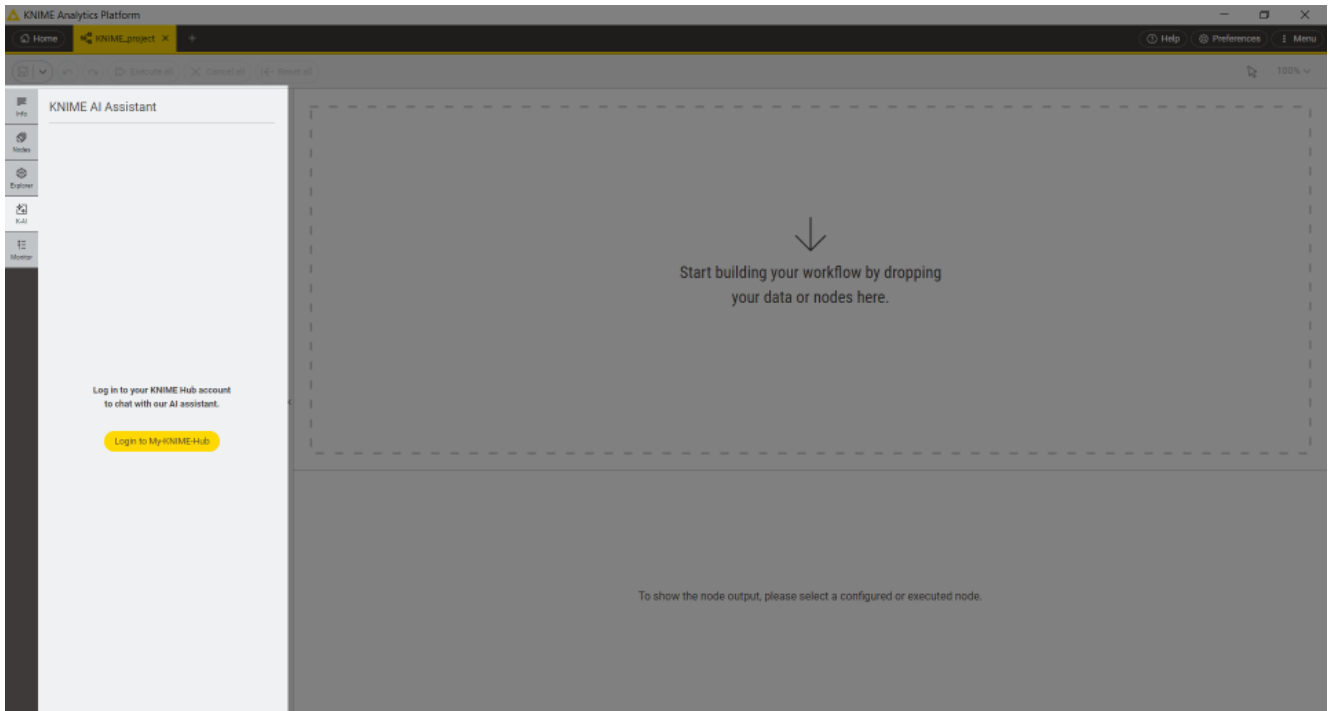 KNIME Analytics Platform
Home
KNIME_project
Help
Preferences
Menu
Execute all
Cancel all
Reset all
100%
Info
Nodes
Explorer
K-AI
Monitor
KNIME AI Assistant
Log in to your KNIME Hub account
to chat with our AI assistant.
Login to My-KNIME-Hub
Start building your workflow by dropping
your data or nodes here.
To show the node output, please select a configured or executed node.